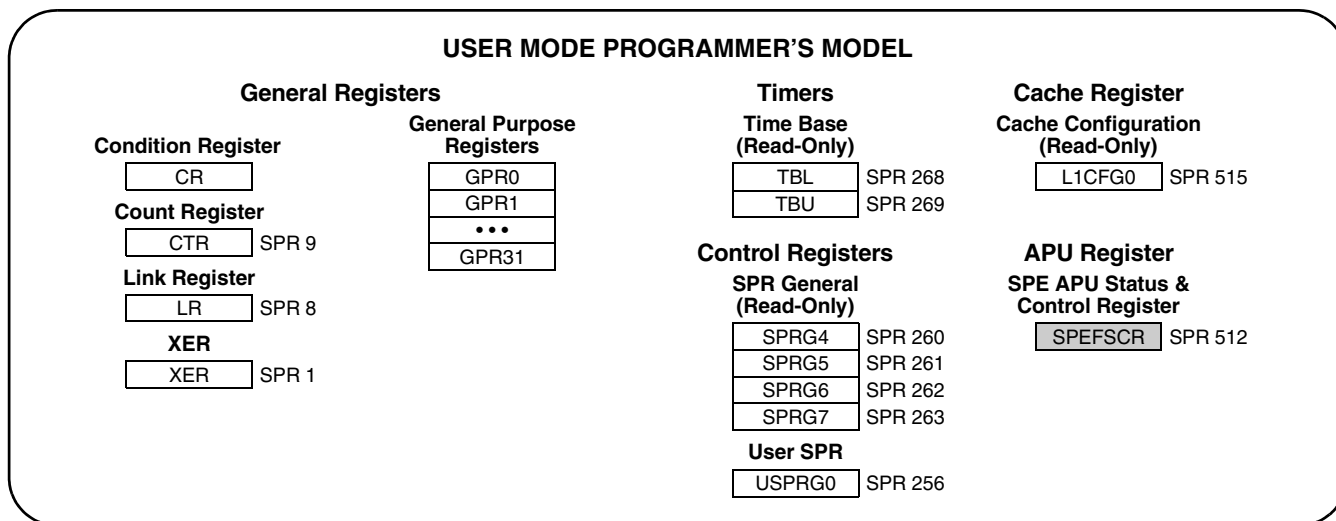 USER MODE PROGRAMMER'S MODEL
General Registers
Condition Register
CR
Count Register
CTR SPR 9
Link Register
LR SPR 8
XER
XER SPR 1
General Purpose
Registers
GPR0
GPR1
•••
GPR31
Timers
Time Base
(Read-Only)
TBL SPR 268
TBU SPR 269
Control Registers
SPR General
(Read-Only)
SPRG4 SPR 260
SPRG5 SPR 261
SPRG6 SPR 262
SPRG7 SPR 263
User SPR
USPRG0 SPR 256
Cache Register
Cache Configuration
(Read-Only)
L1CFG0 SPR 515
APU Register
SPE APU Status &
Control Register
SPEFSCR SPR 512